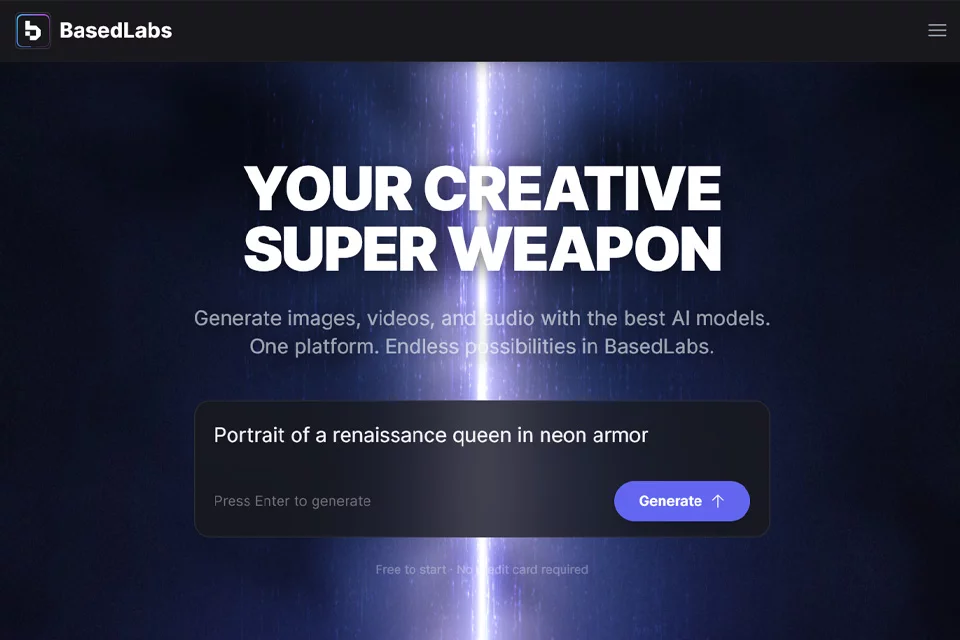 BasedLabs
YOUR CREATIVE
SUPER WEAPON
Generate images, videos, and audio with the best AI models.
One platform. Endless possibilities in BasedLabs.
Portrait of a renaissance queen in neon armor
Press Enter to generate
Generate ↑
Free to start · No credit card required